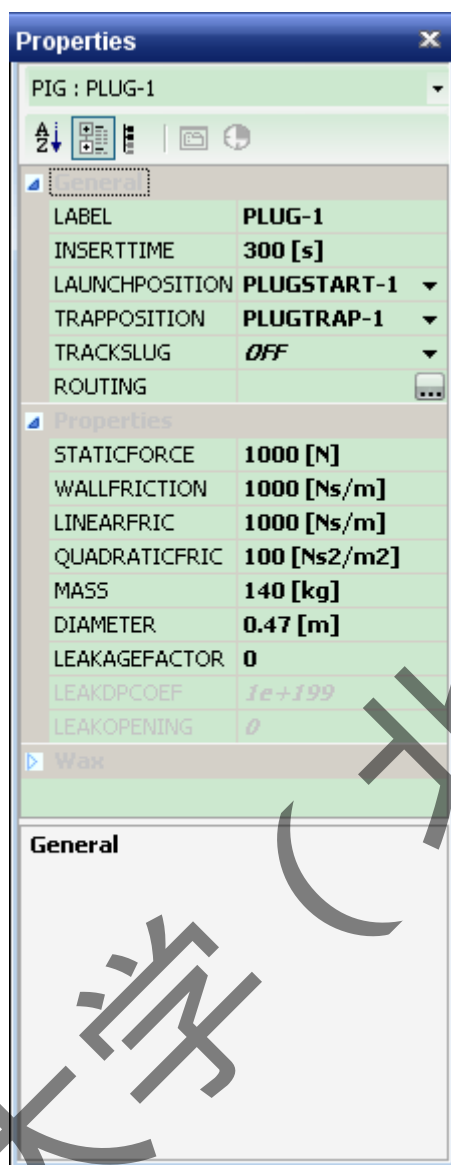 Properties
PIG : PLUG-1
General
LABEL PLUG-1
INSERTTIME 300 [s]
LAUNCHPOSITION PLUGSTART-1
TRAPPOSITION PLUGTRAP-1
TRACKSLUG OFF
ROUTING ...
Properties
STATICFORCE 1000 [N]
WALLFRICTION 1000 [Ns/m]
LINEARFRIC 1000 [Ns/m]
QUADRATICFRIC 100 [Ns2/m2]
MASS 140 [kg]
DIAMETER 0.47 [m]
LEAKAGEFACTOR 0
LEAKDPCOEF 1e+199
LEAKOPENING 0
Wax
General
大学（北